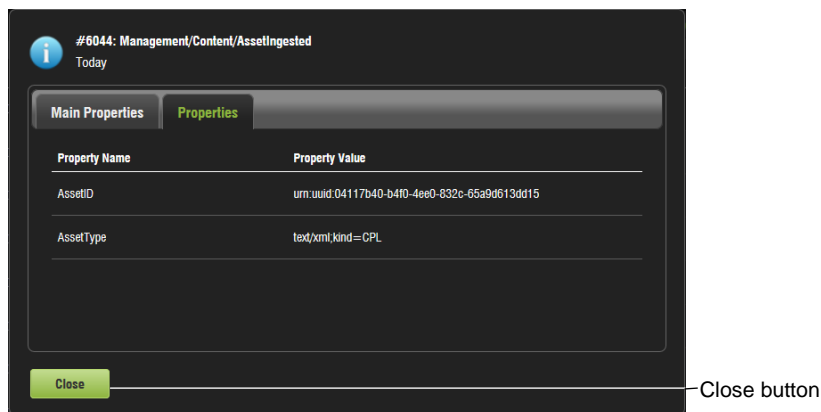 #6044: Management/Content/AssetIngested
Today
Main Properties Properties
Property Name Property Value
AssetID urn:uuid:04117b40-b4f0-4ee0-832c-65a9d613dd15
AssetType text/xml;kind=CPL
Close
Close button